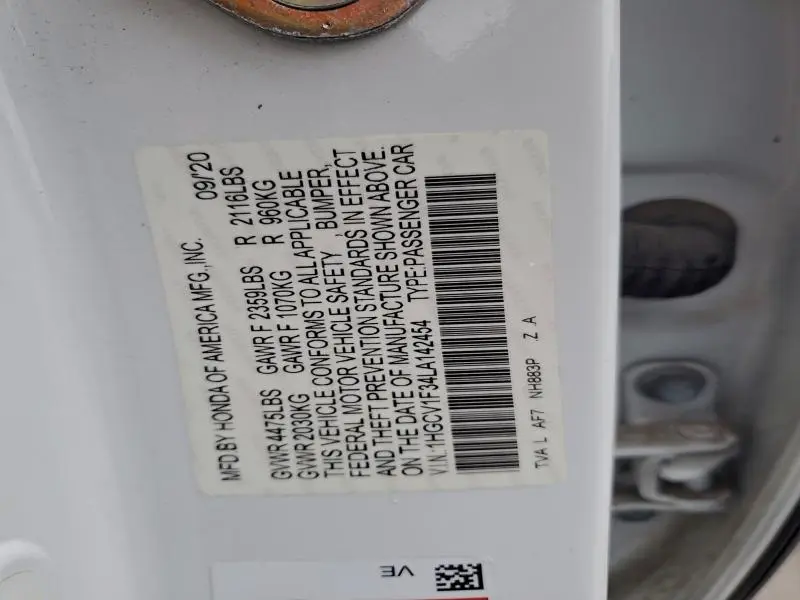 MFD BY HONDA OF AMERICA MFG., INC. 09/20
GVWR 4475LBS GAWR F 2359LBS R 2116LBS
GVWR 2030KG GAWR F 1070KG R 960KG
THIS VEHICLE CONFORMS TO ALL APPLICABLE
FEDERAL MOTOR VEHICLE SAFETY, BUMPER,
AND THEFT PREVENTION STANDARDS IN EFFECT
ON THE DATE OF MANUFACTURE SHOWN ABOVE.
V.I.N.: 1HGCV1F34LA142454 TYPE: PASSENGER CAR
TVA L AF7 NH883P Z A
VE